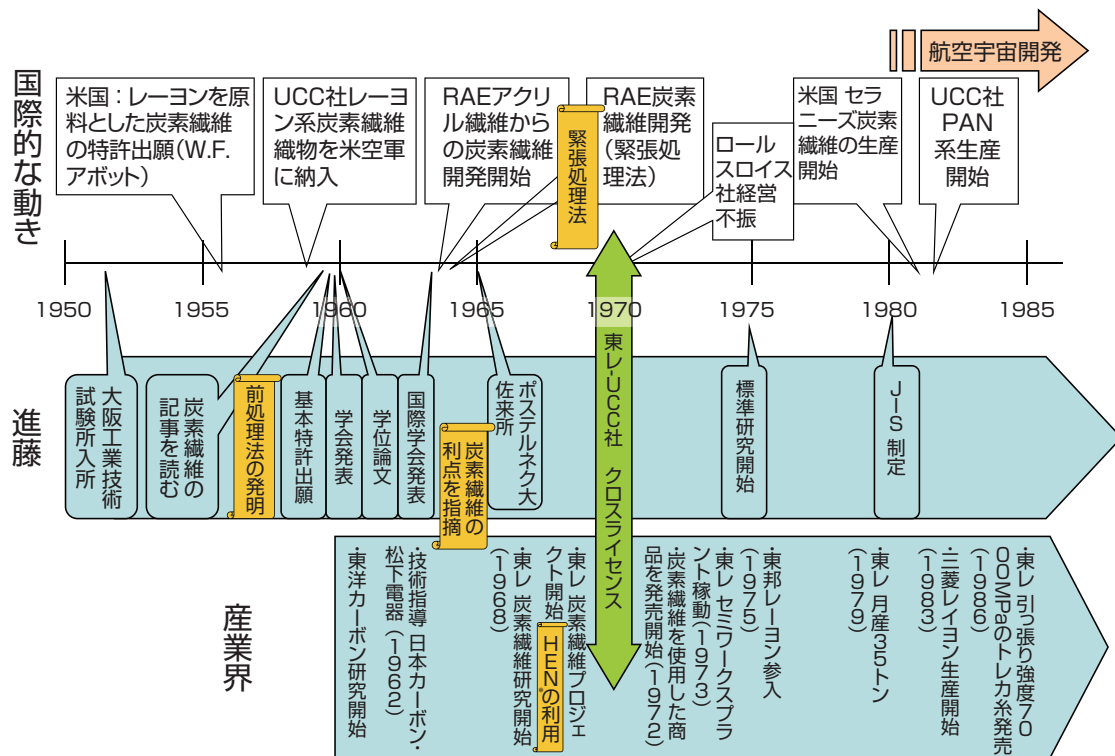 航空宇宙開発
国際的な動き
米国：レーヨンを原
料とした炭素繊維
の特許出願（W.F.
アボット）
UCC社レーヨ
ン系炭素繊維
織物を米空軍
に納入
RAEアクリ
ル繊維から
の炭素繊維
開発開始
緊張処理法
RAE炭素
繊維開発
（緊張処
理法）
ロール
スロイス
社経営
不振
米国 セラ
ニーズ炭素
繊維の生産
開始
UCC社
PAN
系生産
開始
1950
1955
1960
1965
1970
1975
1980
1985
東レ-UCC社 クロスライセンス
進藤
大阪工業技術
試験所入所
炭素繊維の
記事を読む
前処理法の発明
基本特許出願
学会発表
学位論文
国際学会発表
炭素繊維の
利点を指摘
ポステルネク大
佐来所
標準研究開始
JIS 制定
産業界
・東洋カーボン研究開始
・技術指導 日本カーボン・
松下電器（1962）
・東レ 炭素繊維研究開始
（1968）
・東レ 炭素繊維プロジェ
クト開始
HEN*の利用
・炭素繊維を使用した商
品を発売開始（1972）
・東レ セミワークスプラ
ント稼動（1973）
・東邦レーヨン参入
（1975）
・東レ 月産35トン
（1979）
・三菱レイヨン生産開始
（1983）
・東レ 引っ張り強度70
00MPaのトレカ糸発売
（1986）